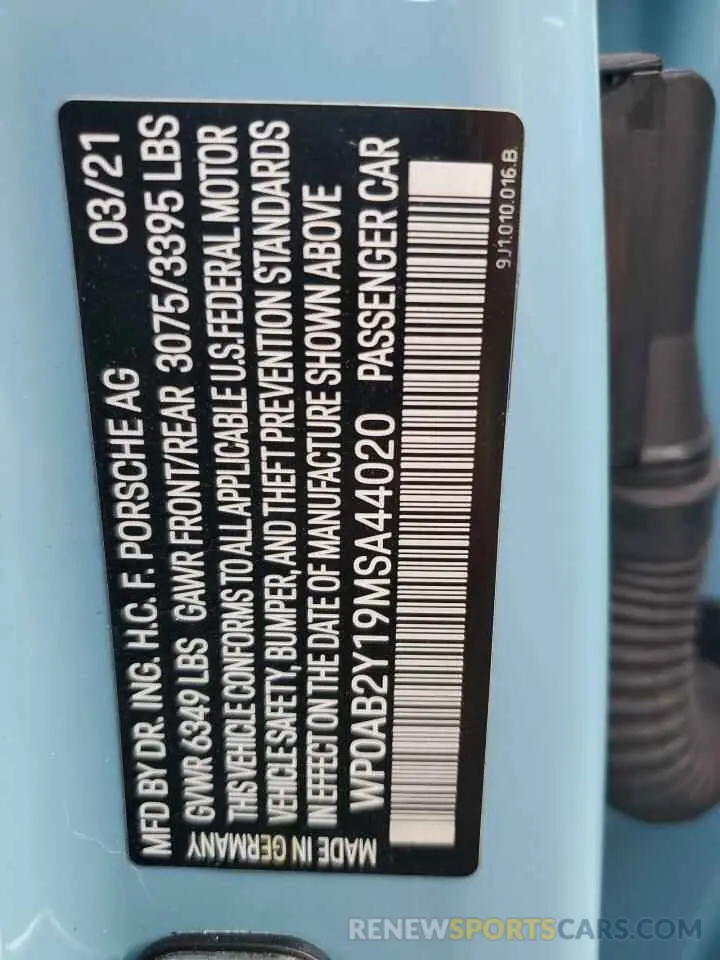 MFD BY DR. ING. H.C. F. PORSCHE AG 03/21
GVWR 6349 LBS GAWR FRONT/REAR 3075/3395 LBS
THIS VEHICLE CONFORMS TO ALL APPLICABLE U.S.FEDERAL MOTOR
VEHICLE SAFETY, BUMPER, AND THEFT PREVENTION STANDARDS
IN EFFECT ON THE DATE OF MANUFACTURE SHOWN ABOVE
WP0AB2Y19MSA44020 PASSENGER CAR
MADE IN GERMANY
9J1.010.016.B
RENEWSPORTSCARS.COM